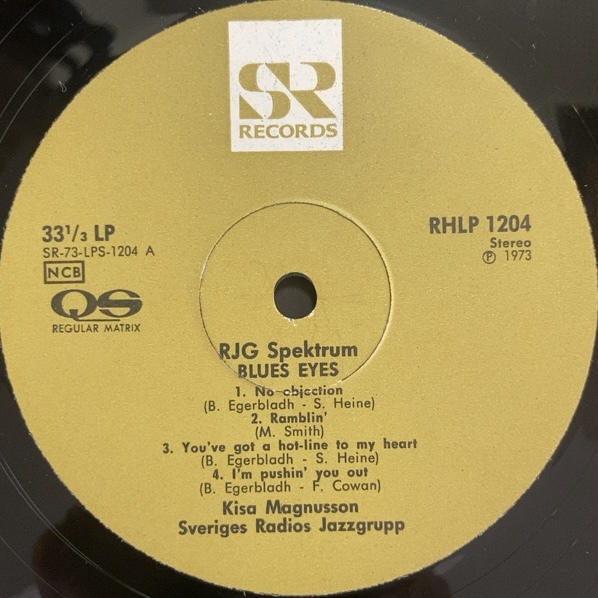 SR
RECORDS
33 1/3 LP
SR-73-LPS-1204 A
NCB
QS
REGULAR MATRIX
RHLP 1204
Stereo
Ⓟ 1973
RJG Spektrum
BLUES EYES
1. No objection
(B. Egerbladh - S. Heine)
2. Ramblin'
(M. Smith)
3. You've got a hot-line to my heart
(B. Egerbladh - S. Heine)
4. I'm pushin' you out
(B. Egerbladh - F. Cowan)
Kisa Magnusson
Sveriges Radios Jazzgrupp